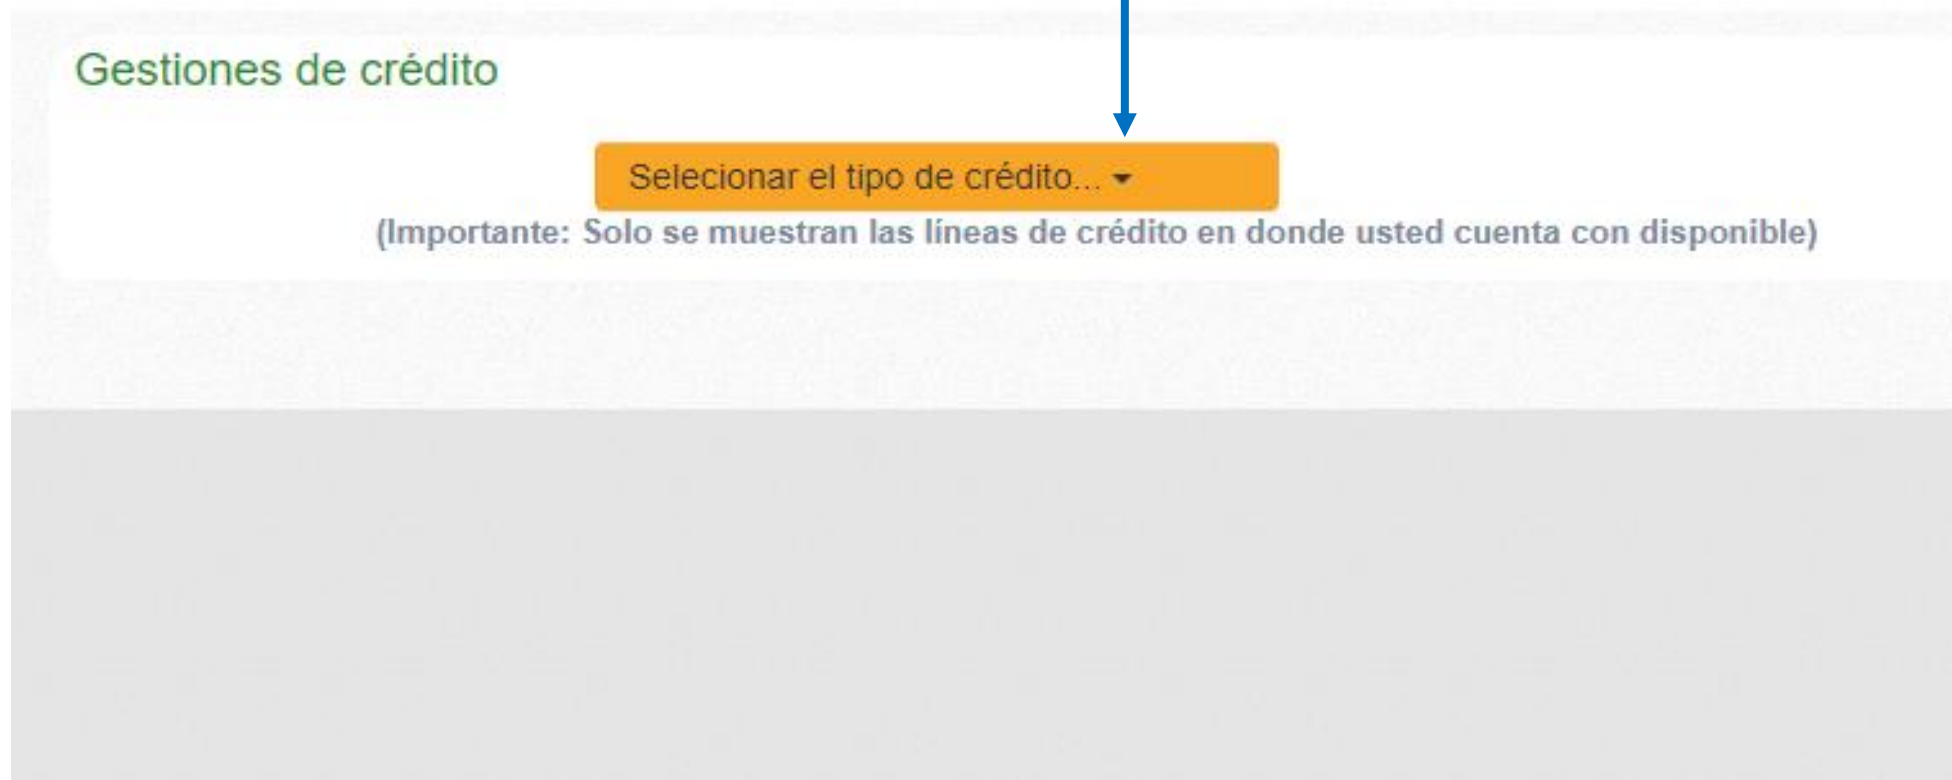 Gestiones de crédito
Selecionar el tipo de crédito...
(Importante: Solo se muestran las líneas de crédito en donde usted cuenta con disponible)